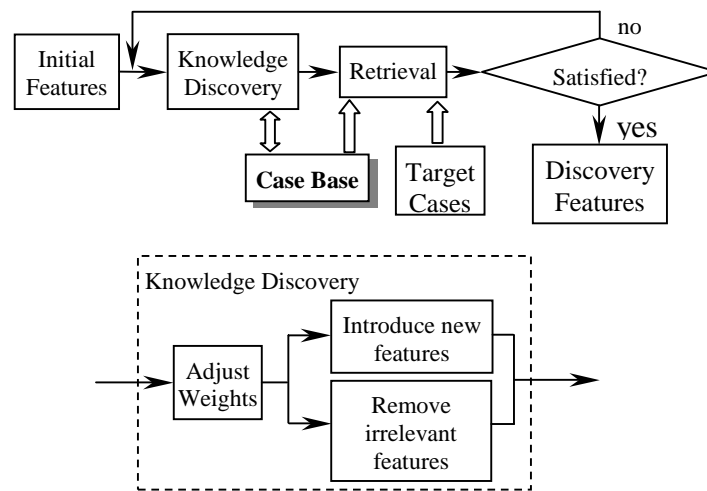 no
Initial
Features
Knowledge
Discovery
Retrieval
Satisfied?
yes
Case Base
Target
Cases
Discovery
Features
Knowledge Discovery
Adjust
Weights
Introduce new
features
Remove
irrelevant
features